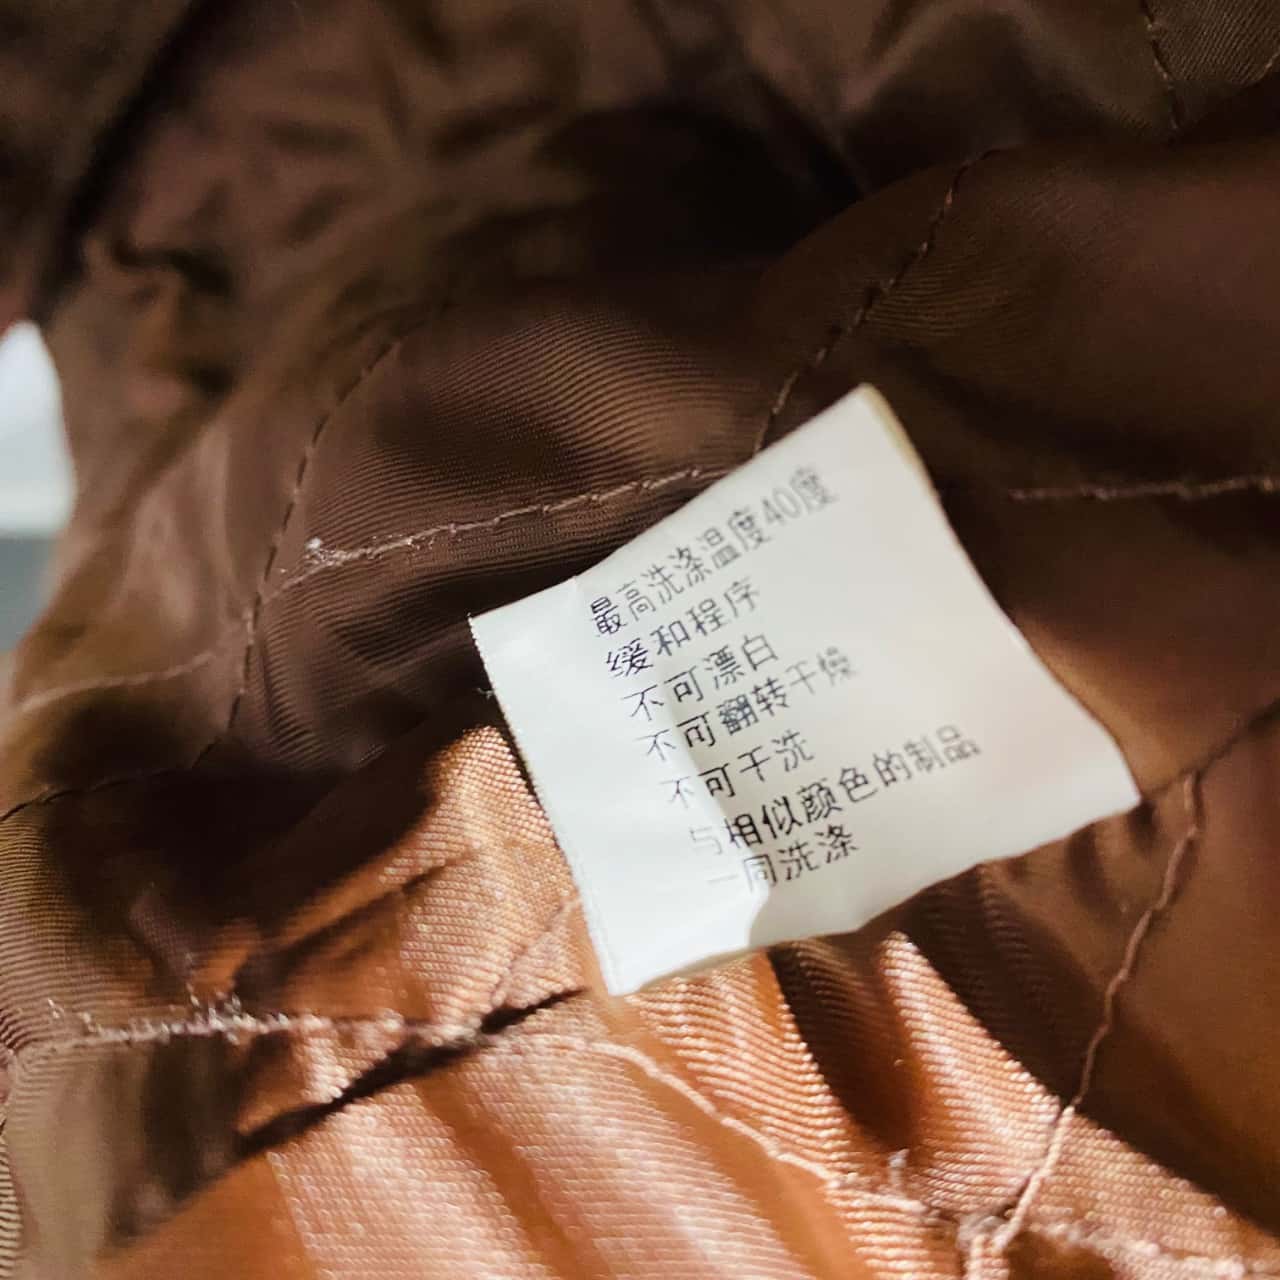 最高洗涤温度40度
缓和程序
不可漂白
不可翻转干燥
不可干洗
与相似颜色的制品
一同洗涤